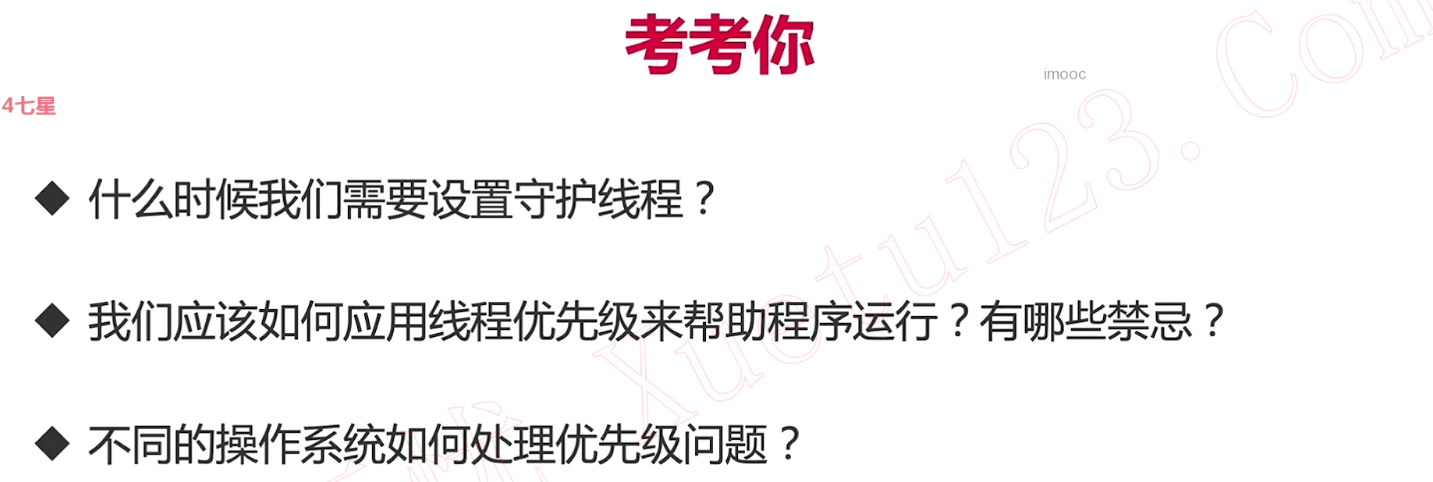 考考你
imooc
4七星
◆ 什么时候我们需要设置守护线程？
◆ 我们应该如何应用线程优先级来帮助程序运行？有哪些禁忌？
◆ 不同的操作系统如何处理优先级问题？
Xuetu123.Com